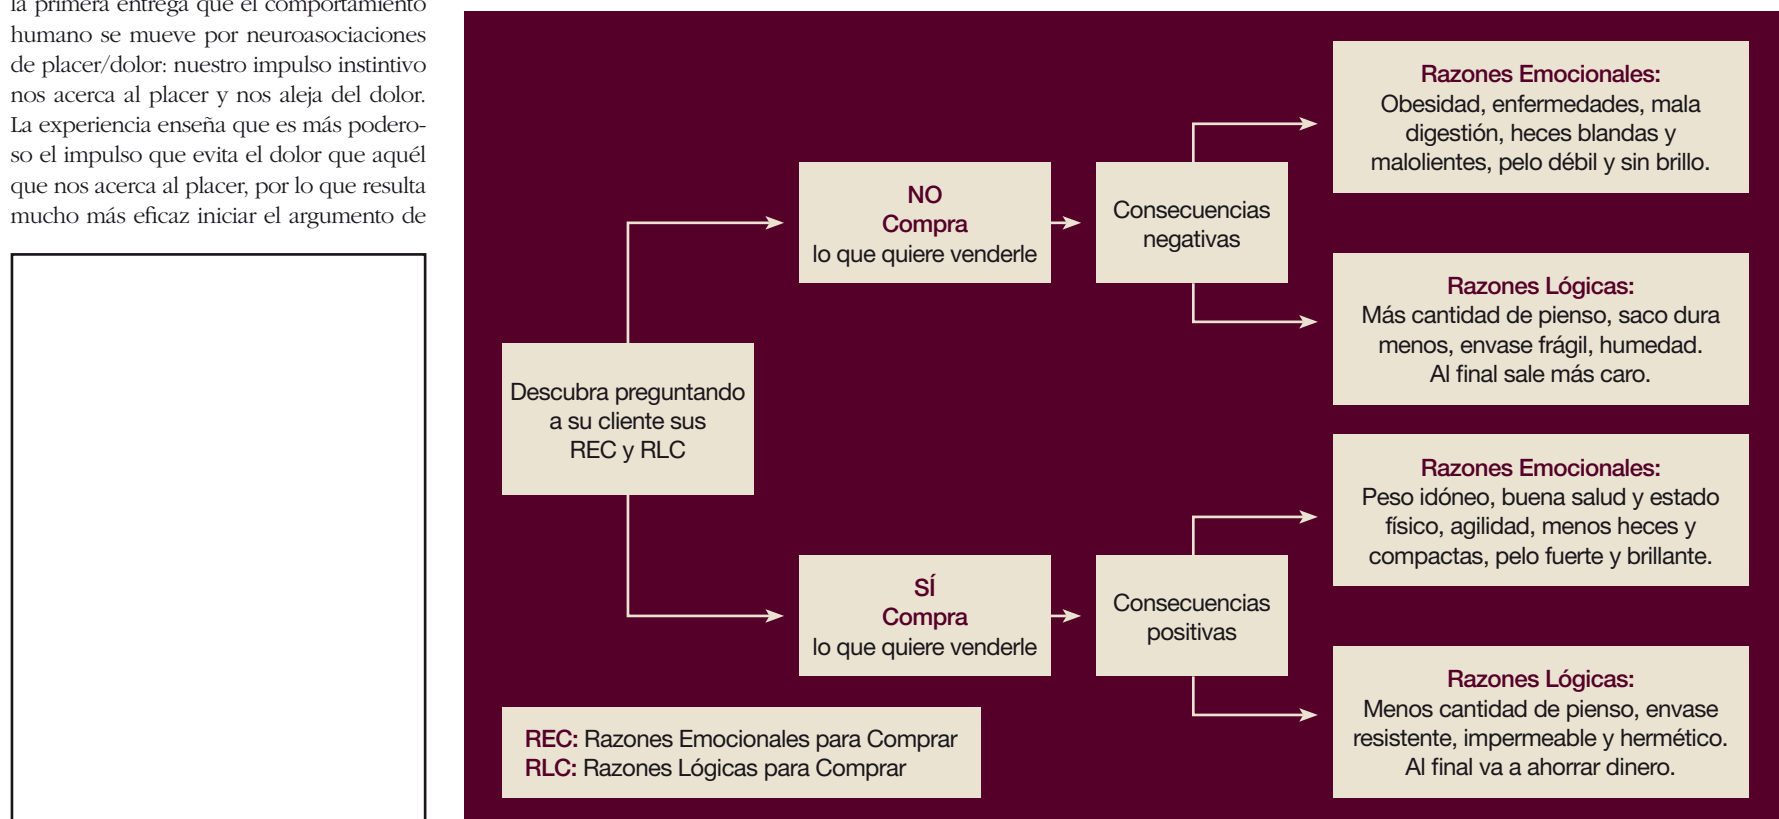 la primera entrega que el comportamiento
humano se mueve por neuroasociaciones
de placer/dolor: nuestro impulso instintivo
nos acerca al placer y nos aleja del dolor.
La experiencia enseña que es más podero-
so el impulso que evita el dolor que aquél
que nos acerca al placer, por lo que resulta
mucho más eficaz iniciar el argumento de
Descubra preguntando
a su cliente sus
REC y RLC
NO
Compra
lo que quiere venderle
Consecuencias
negativas
Razones Emocionales:
Obesidad, enfermedades, mala
digestión, heces blandas y
malolientes, pelo débil y sin brillo.
Razones Lógicas:
Más cantidad de pienso, saco dura
menos, envase frágil, humedad.
Al final sale más caro.
SÍ
Compra
lo que quiere venderle
Consecuencias
positivas
Razones Emocionales:
Peso idóneo, buena salud y estado
físico, agilidad, menos heces y
compactas, pelo fuerte y brillante.
Razones Lógicas:
Menos cantidad de pienso, envase
resistente, impermeable y hermético.
Al final va a ahorrar dinero.
REC: Razones Emocionales para Comprar
RLC: Razones Lógicas para Comprar